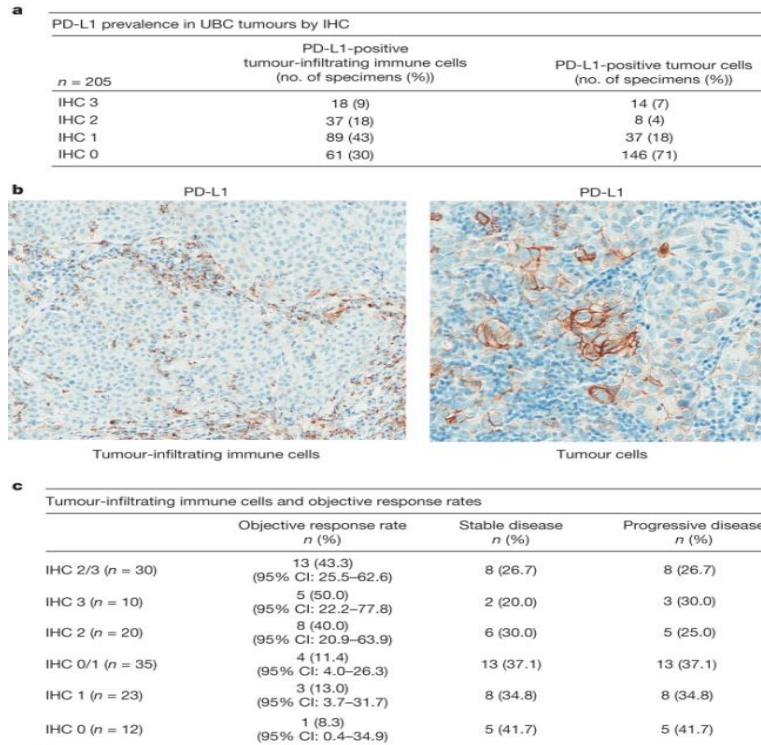 a
PD-L1 prevalence in UBC tumours by IHC
n = 205
PD-L1-positive
tumour-infiltrating immune cells
(no. of specimens (%))
PD-L1-positive tumour cells
(no. of specimens (%))
IHC 3 18 (9) 14 (7)
IHC 2 37 (18) 8 (4)
IHC 1 89 (43) 37 (18)
IHC 0 61 (30) 146 (71)
b
PD-L1 PD-L1
Tumour-infiltrating immune cells Tumour cells
c
Tumour-infiltrating immune cells and objective response rates
Objective response rate Stable disease Progressive disease
n (%) n (%) n (%)
IHC 2/3 (n = 30) 13 (43.3) 8 (26.7) 8 (26.7)
(95% CI: 25.5–62.6)
IHC 3 (n = 10) 5 (50.0) 2 (20.0) 3 (30.0)
(95% CI: 22.2–77.8)
IHC 2 (n = 20) 8 (40.0) 6 (30.0) 5 (25.0)
(95% CI: 20.9–63.9)
IHC 0/1 (n = 35) 4 (11.4) 13 (37.1) 13 (37.1)
(95% CI: 4.0–26.3)
IHC 1 (n = 23) 3 (13.0) 8 (34.8) 8 (34.8)
(95% CI: 3.7–31.7)
IHC 0 (n = 12) 1 (8.3) 5 (41.7) 5 (41.7)
(95% CI: 0.4–34.9)